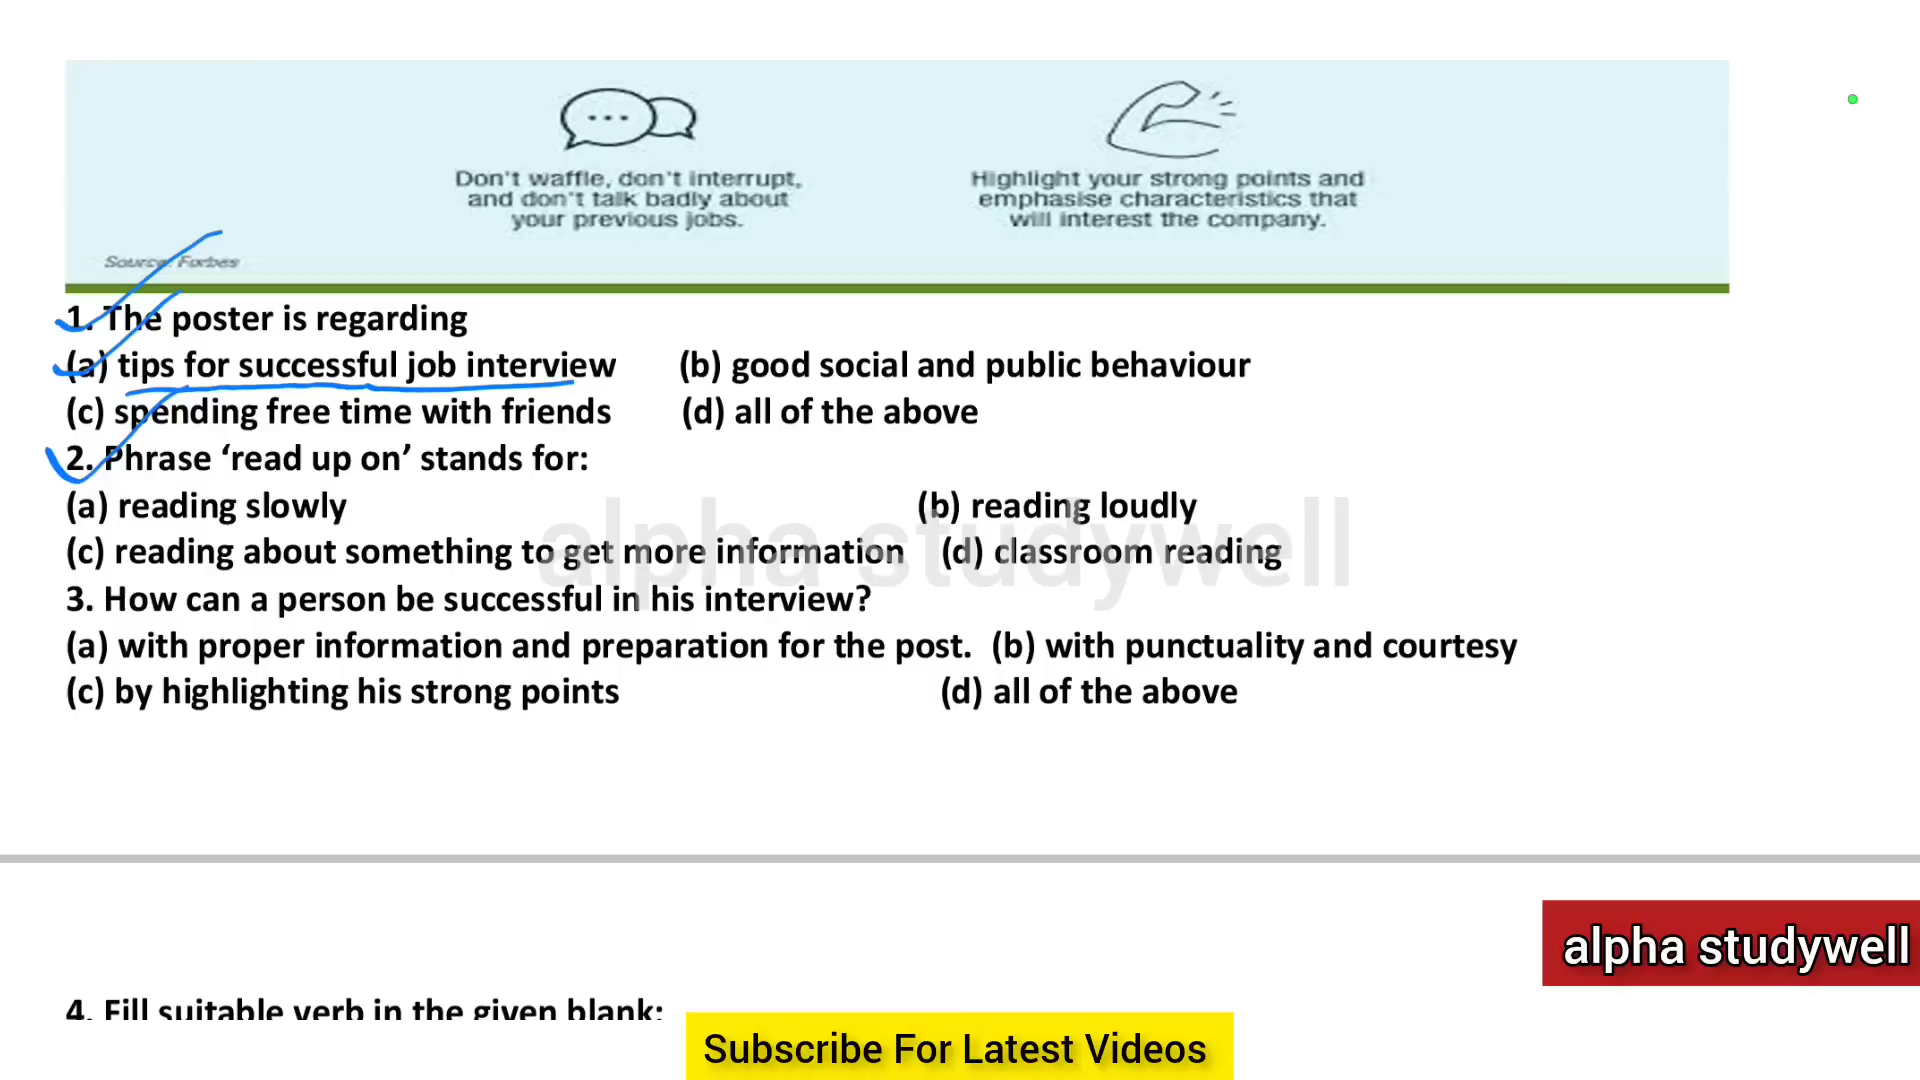 Don't waffle, don't interrupt,
and don't talk badly about
your previous jobs.
Highlight your strong points and
emphasise characteristics that
will interest the company.
Source: Forbes
1. The poster is regarding
(a) tips for successful job interview (b) good social and public behaviour
(c) spending free time with friends (d) all of the above
2. Phrase ‘read up on’ stands for:
(a) reading slowly (b) reading loudly
alpha studywell
(c) reading about something to get more information (d) classroom reading
3. How can a person be successful in his interview?
(a) with proper information and preparation for the post. (b) with punctuality and courtesy
(c) by highlighting his strong points (d) all of the above
alpha studywell
4. Fill suitable verb in the given blank:
Subscribe For Latest Videos